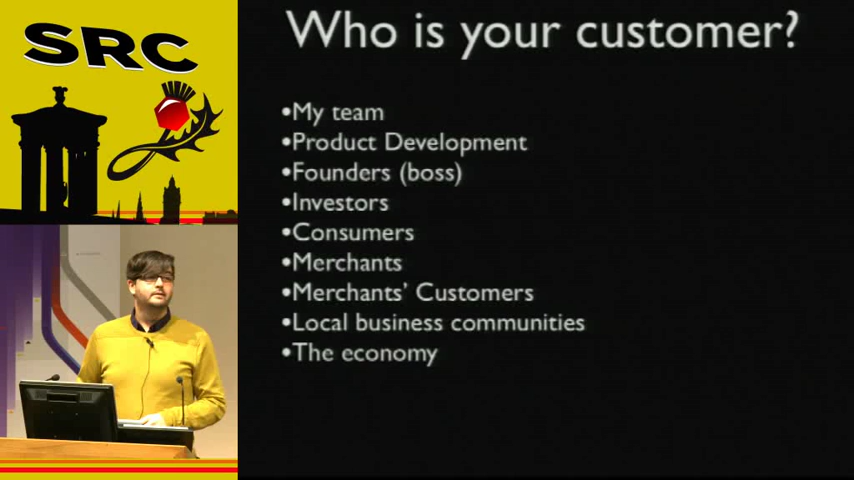 SRC
Who is your customer?
•My team
•Product Development
•Founders (boss)
•Investors
•Consumers
•Merchants
•Merchants’ Customers
•Local business communities
•The economy